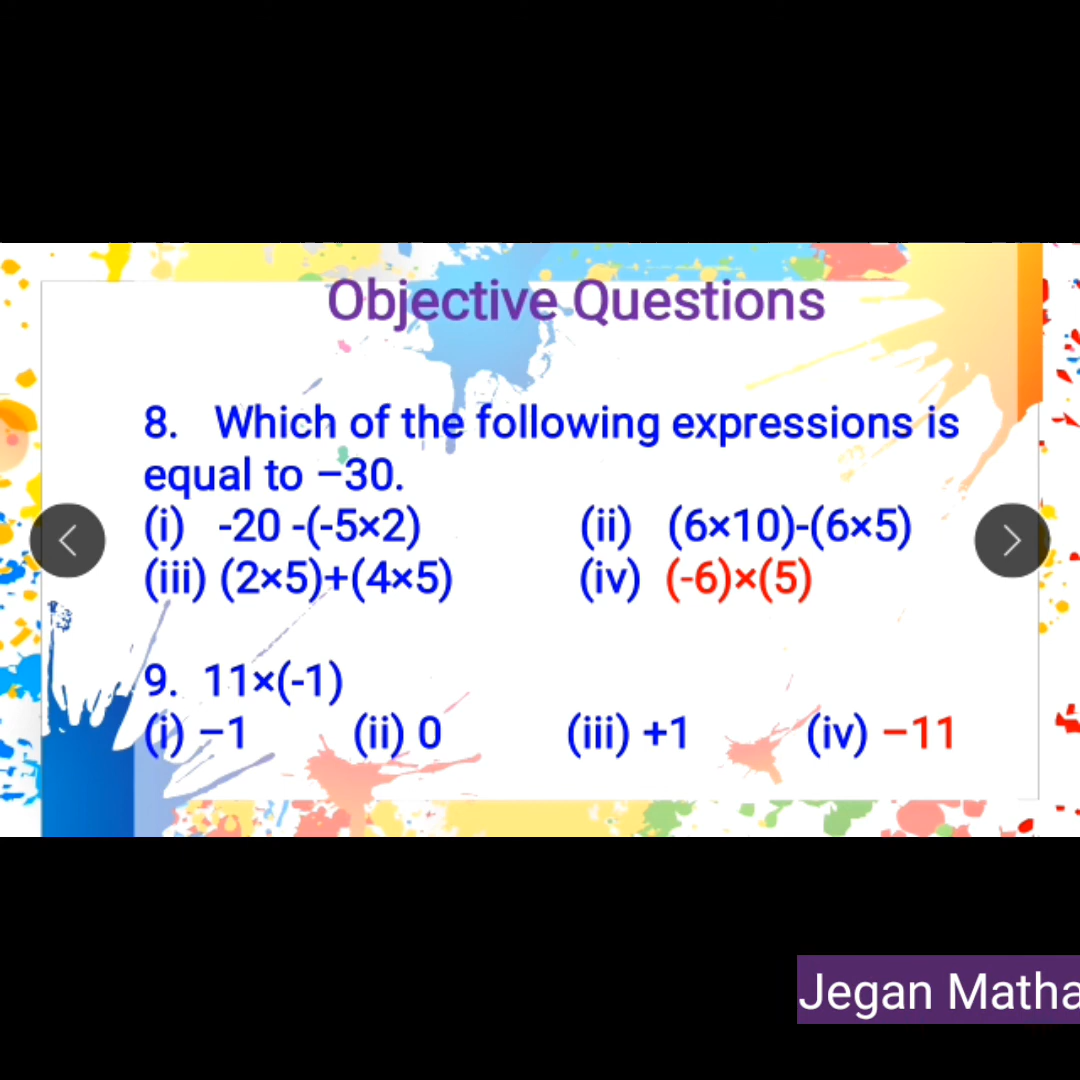 Objective Questions
8. Which of the following expressions is
equal to −30.
(i) -20 -(-5×2) (ii) (6×10)-(6×5)
(iii) (2×5)+(4×5) (iv) (-6)×(5)
9. 11×(-1)
(i) −1 (ii) 0 (iii) +1 (iv) −11
Jegan Matha